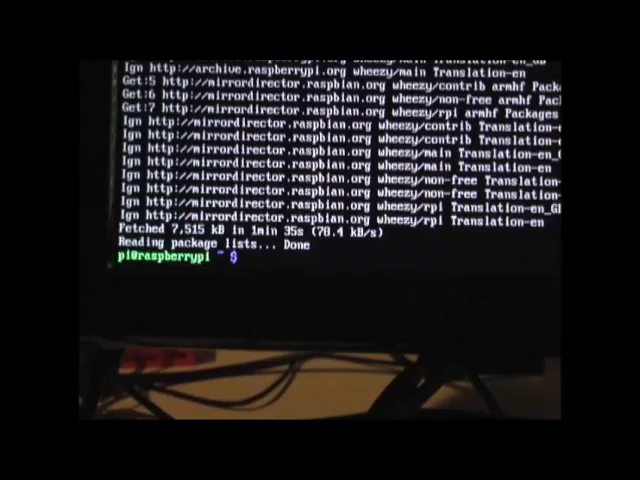 Ign http://archive.raspberrypi.org wheezy/main Translation-en_GB
Ign http://archive.raspberrypi.org wheezy/main Translation-en
Get:5 http://mirrordirector.raspbian.org wheezy/contrib armhf Pack
Get:6 http://mirrordirector.raspbian.org wheezy/non-free armhf Pac
Get:7 http://mirrordirector.raspbian.org wheezy/rpi armhf Packages
Ign http://mirrordirector.raspbian.org wheezy/contrib Translation-
Ign http://mirrordirector.raspbian.org wheezy/contrib Translation-
Ign http://mirrordirector.raspbian.org wheezy/main Translation-en_
Ign http://mirrordirector.raspbian.org wheezy/main Translation-en
Ign http://mirrordirector.raspbian.org wheezy/non-free Translation
Ign http://mirrordirector.raspbian.org wheezy/non-free Translation
Ign http://mirrordirector.raspbian.org wheezy/rpi Translation-en_G
Ign http://mirrordirector.raspbian.org wheezy/rpi Translation-en
Fetched 7,515 kB in 1min 35s (78.4 kB/s)
Reading package lists... Done
pi@raspberrypi ~ $